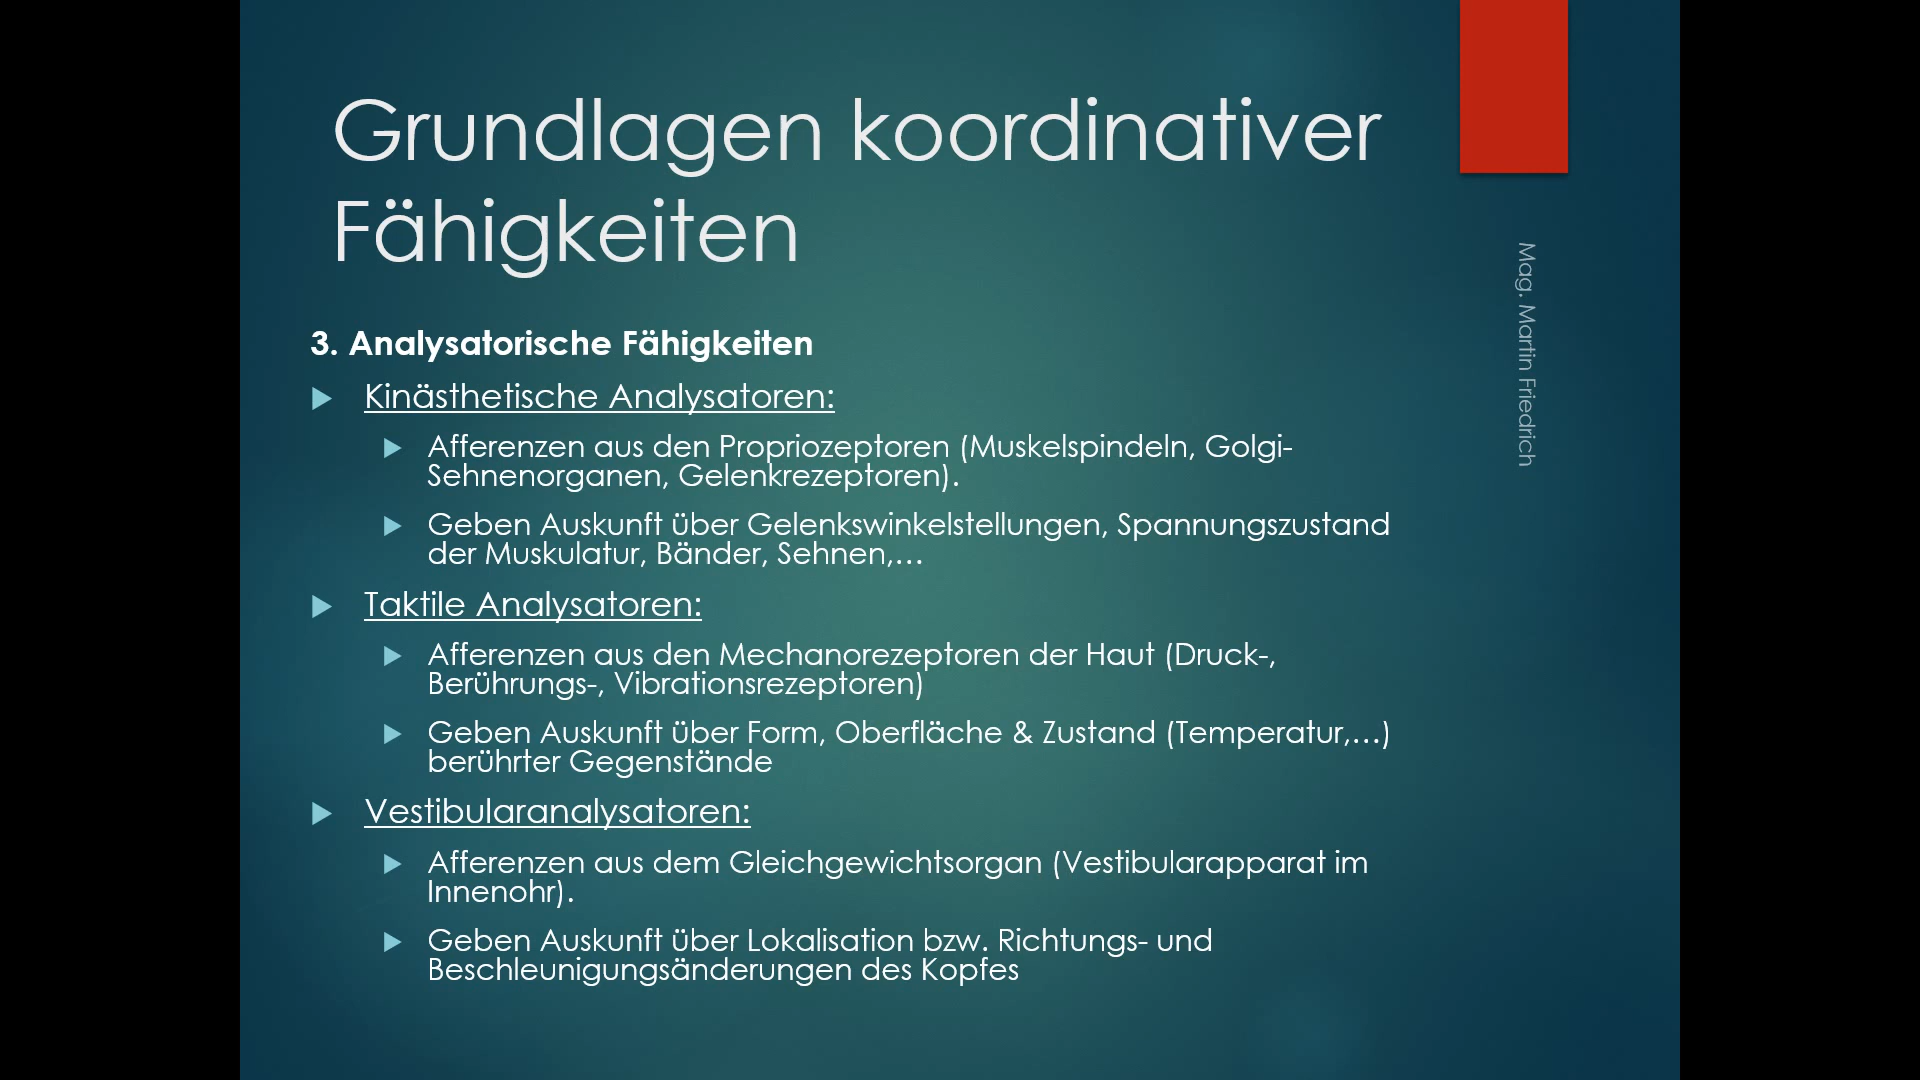 Grundlagen koordinativer
Fähigkeiten
3. Analysatorische Fähigkeiten
Kinästhetische Analysatoren:
Afferenzen aus den Propriozeptoren (Muskelspindeln, Golgi-
Sehnenorganen, Gelenkrezeptoren).
Geben Auskunft über Gelenkswinkelstellungen, Spannungszustand
der Muskulatur, Bänder, Sehnen,…
Taktile Analysatoren:
Afferenzen aus den Mechanorezeptoren der Haut (Druck-,
Berührungs-, Vibrationsrezeptoren)
Geben Auskunft über Form, Oberfläche & Zustand (Temperatur,…)
berührter Gegenstände
Vestibularanalysatoren:
Afferenzen aus dem Gleichgewichtsorgan (Vestibularapparat im
Innenohr).
Geben Auskunft über Lokalisation bzw. Richtungs- und
Beschleunigungsänderungen des Kopfes
Mag. Martin Friedrich